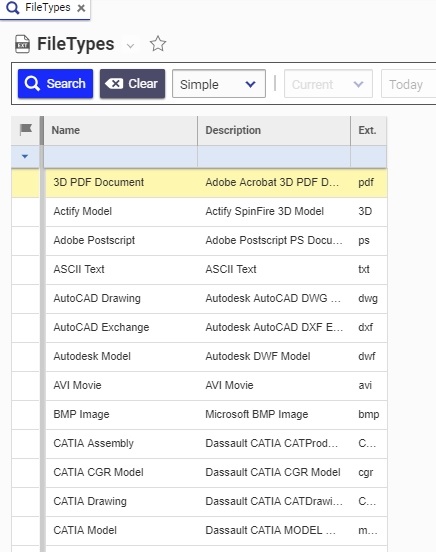 FileTypes
EXT FileTypes
Search Clear Simple Current Today
Name Description Ext.
3D PDF Document Adobe Acrobat 3D PDF D... pdf
Actify Model Actify SpinFire 3D Model 3D
Adobe Postscript Adobe Postscript PS Docu... ps
ASCII Text ASCII Text txt
AutoCAD Drawing Autodesk AutoCAD DWG ... dwg
AutoCAD Exchange Autodesk AutoCAD DXF E... dxf
Autodesk Model Autodesk DWF Model dwf
AVI Movie AVI Movie avi
BMP Image Microsoft BMP Image bmp
CATIA Assembly Dassault CATIA CATProd... C...
CATIA CGR Model Dassault CATIA CGR Model cgr
CATIA Drawing Dassault CATIA CATDrawi... C...
CATIA Model Dassault CATIA MODEL ... m...